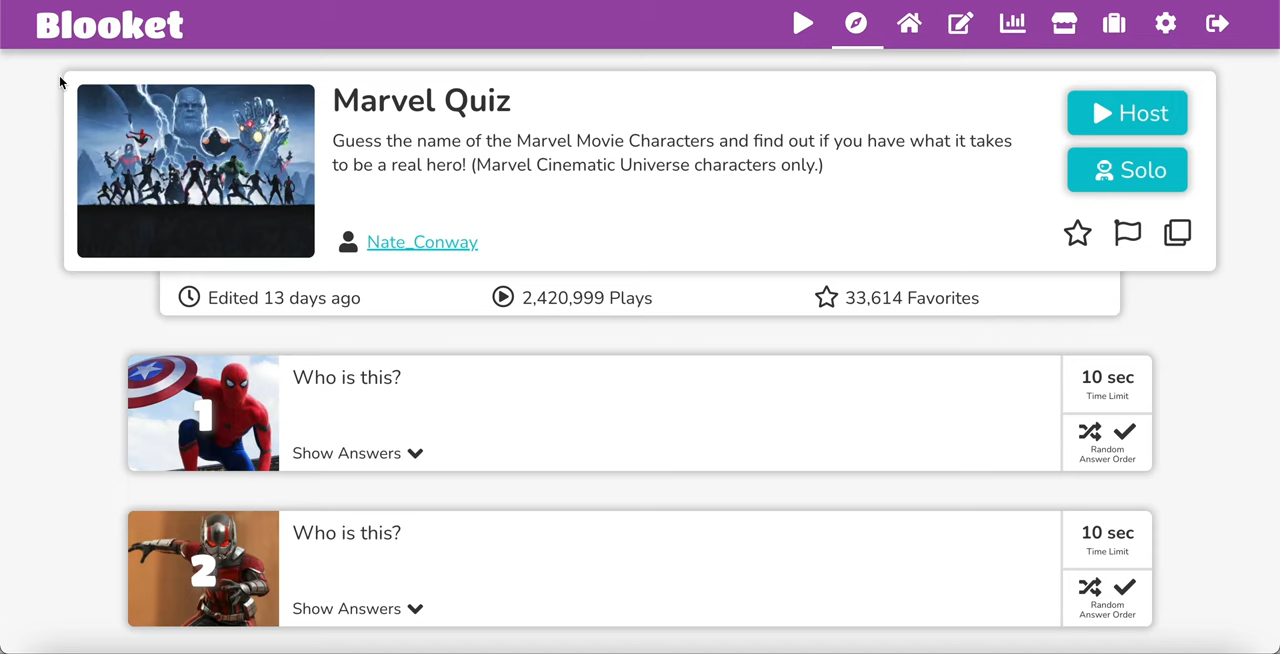 Blooket
Marvel Quiz
Guess the name of the Marvel Movie Characters and find out if you have what it takes
to be a real hero! (Marvel Cinematic Universe characters only.)
Nate_Conway
Host
Solo
Edited 13 days ago
2,420,999 Plays
33,614 Favorites
1
Who is this?
Show Answers
10 sec
Time Limit
Random
Answer Order
2
Who is this?
Show Answers
10 sec
Time Limit
Random
Answer Order